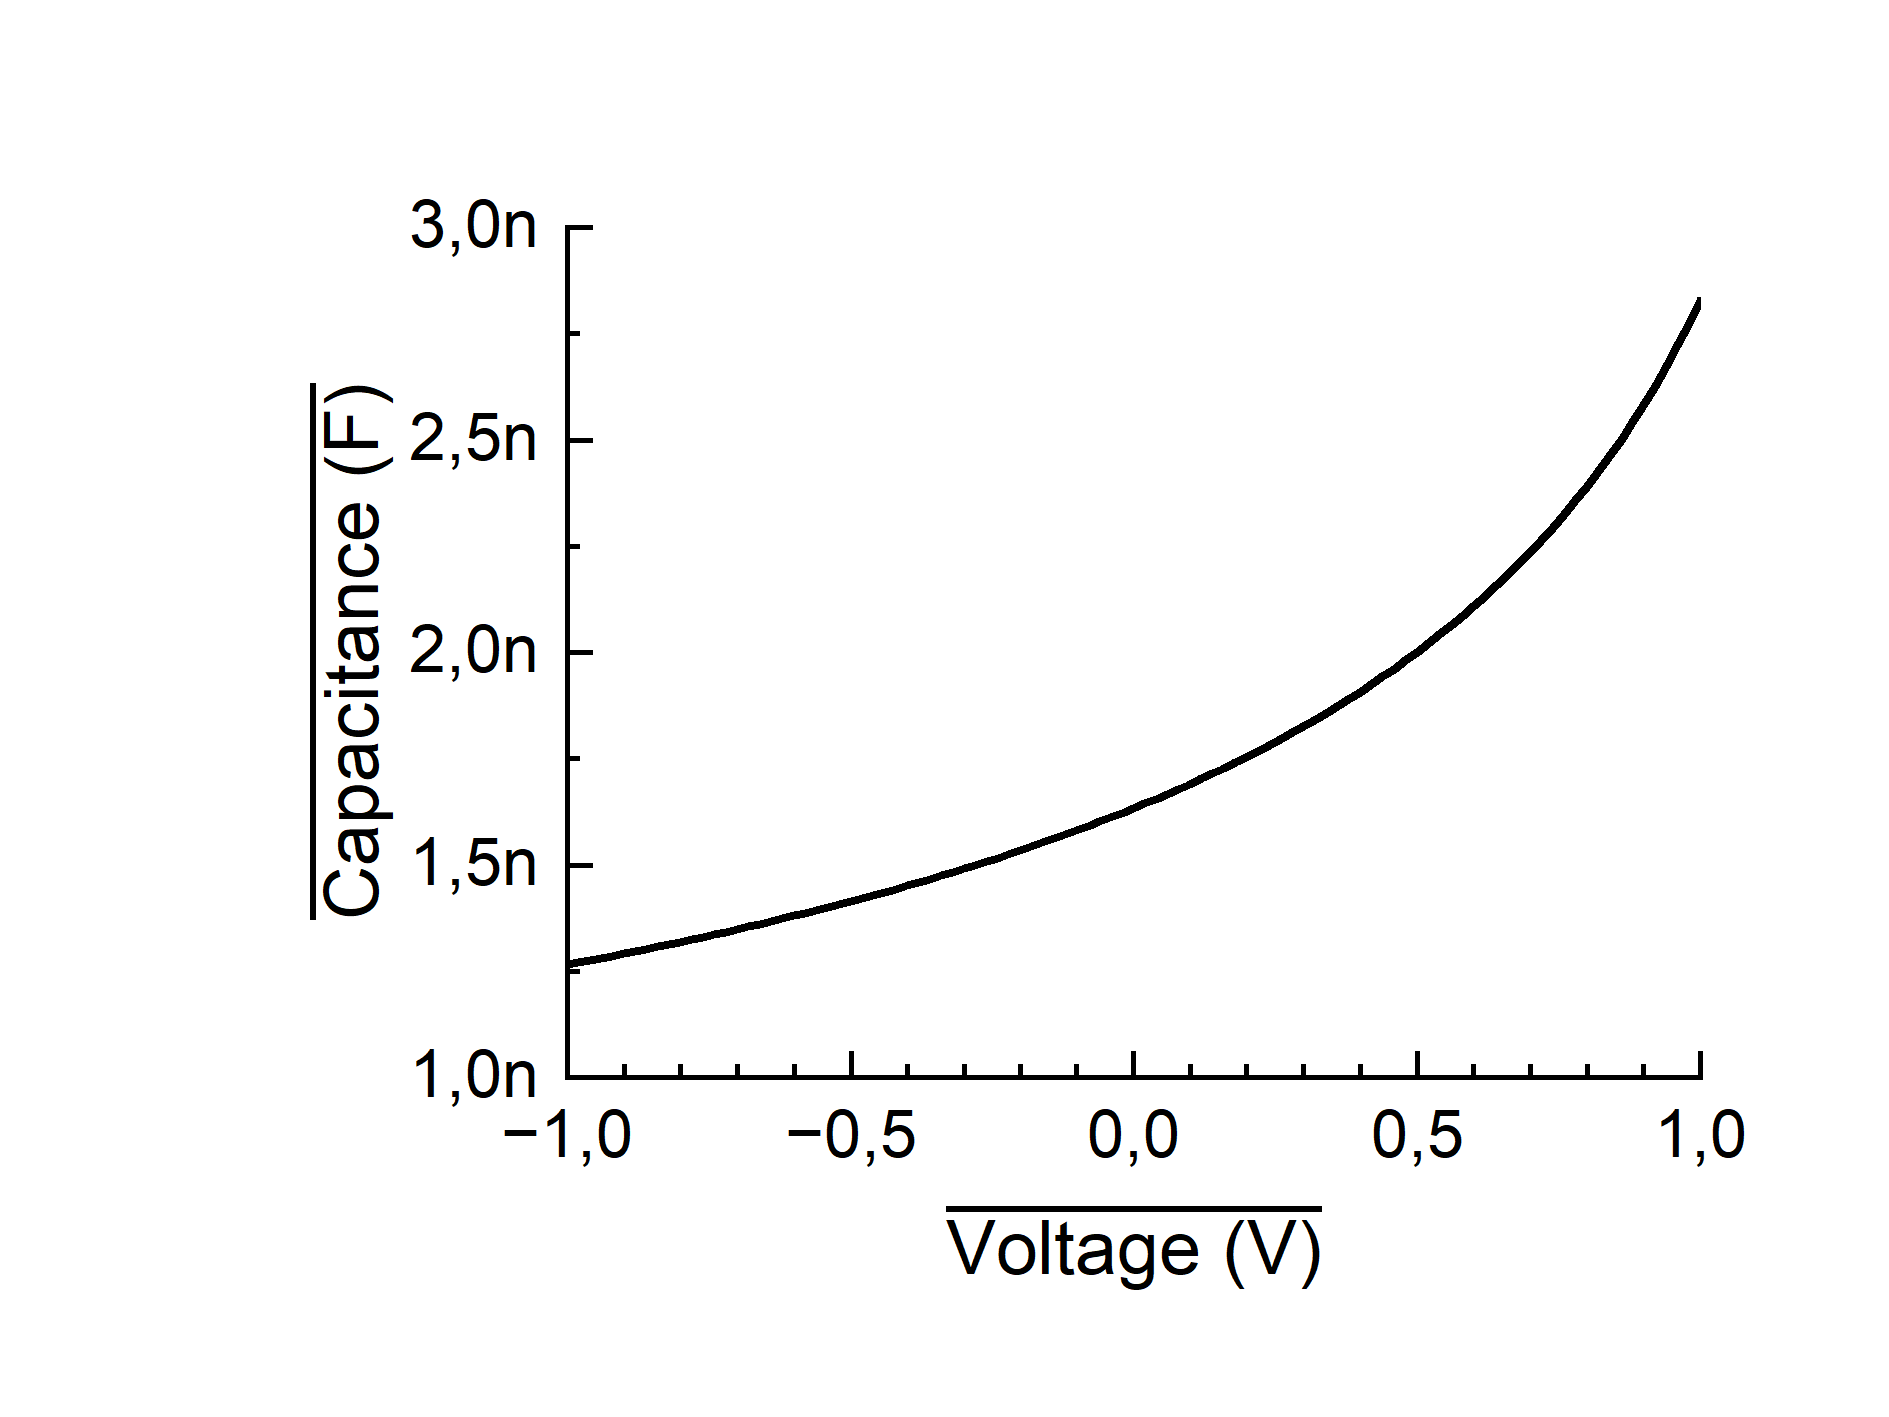 3,0n
2,5n
2,0n
1,5n
1,0n
Capacitance (F)
−1,0 −0,5 0,0 0,5 1,0
Voltage (V)